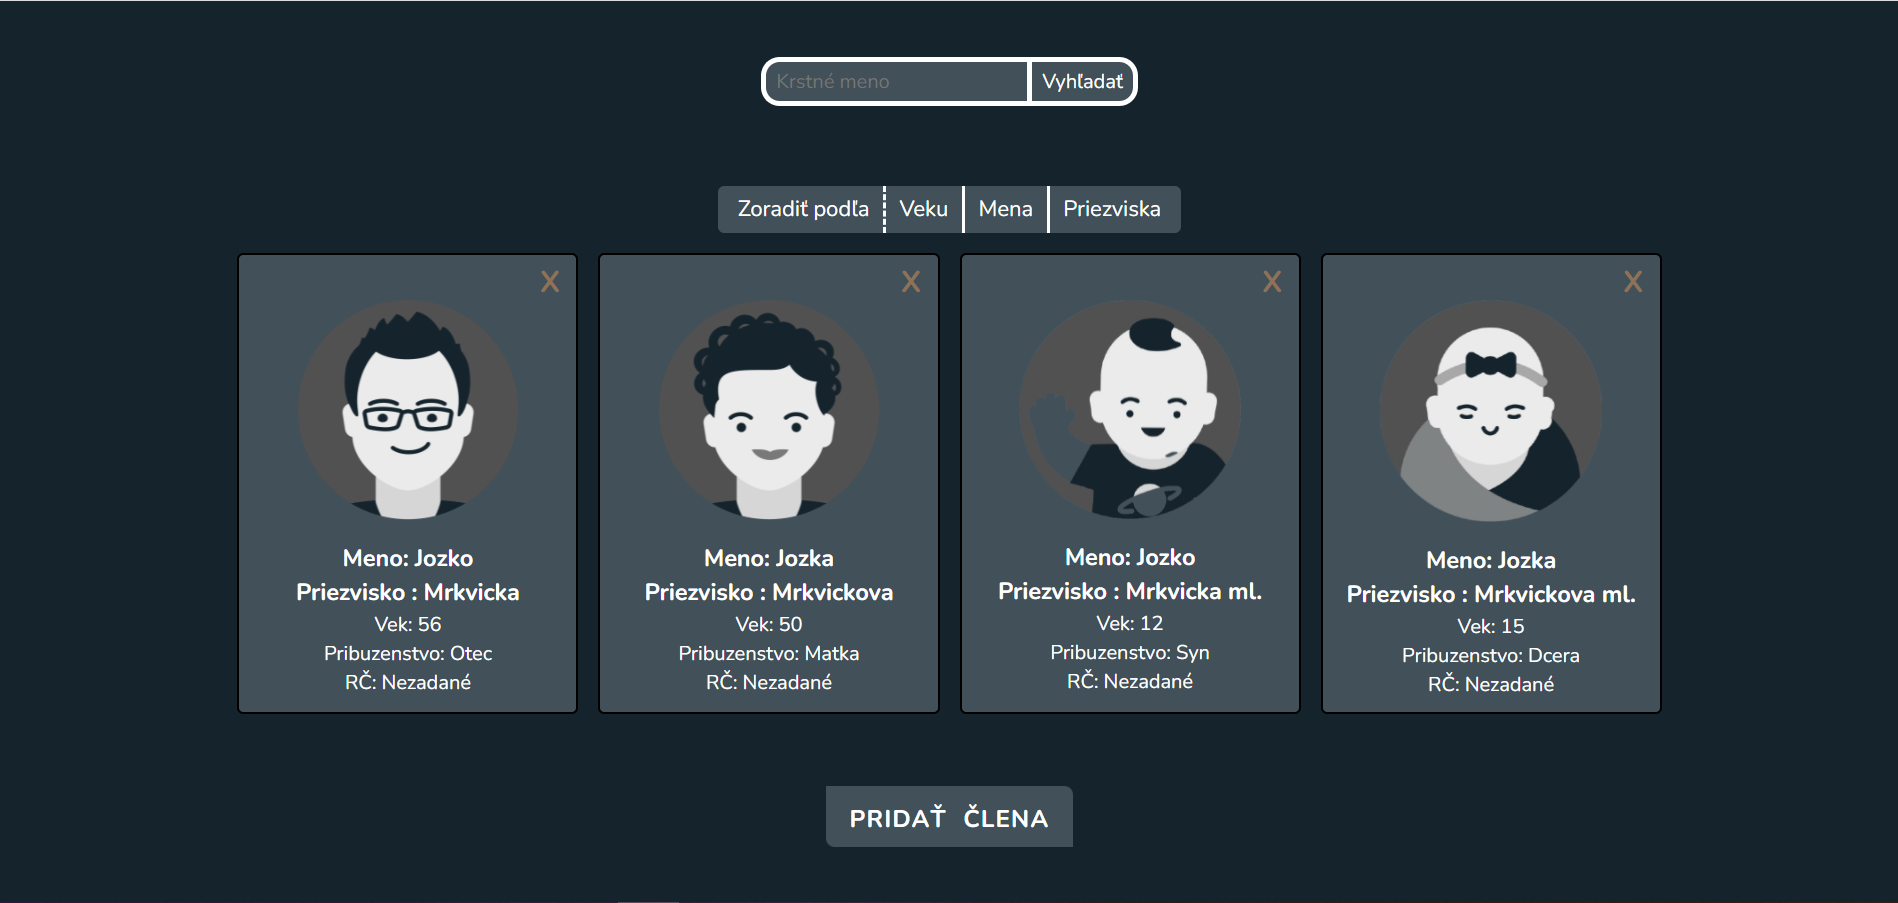 Krstné meno
Vyhľadať
Zoradiť podľa Veku Mena Priezviska
X
Meno: Jozko
Priezvisko : Mrkvicka
Vek: 56
Pribuzenstvo: Otec
RČ: Nezadané
X
Meno: Jozka
Priezvisko : Mrkvickova
Vek: 50
Pribuzenstvo: Matka
RČ: Nezadané
X
Meno: Jozko
Priezvisko : Mrkvicka ml.
Vek: 12
Pribuzenstvo: Syn
RČ: Nezadané
X
Meno: Jozka
Priezvisko : Mrkvickova ml.
Vek: 15
Pribuzenstvo: Dcera
RČ: Nezadané
PRIDAŤ ČLENA